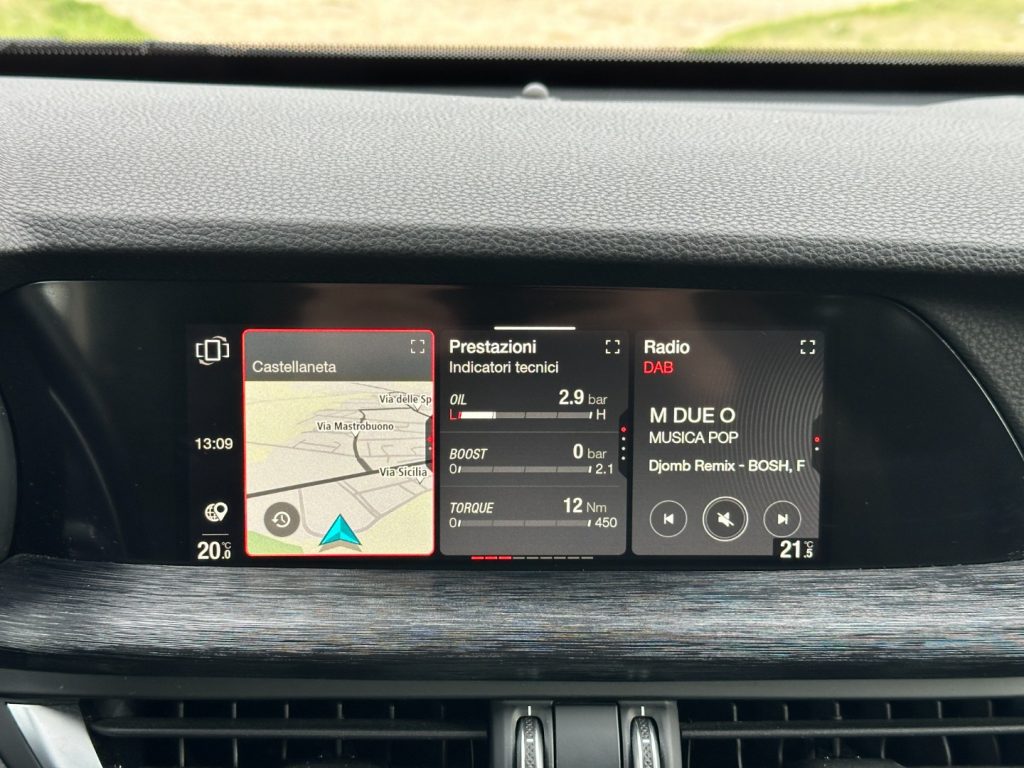 13:09
20°C.0
Castellaneta
Via delle Sp
Via Mastrobuono
Via Sicilia
Prestazioni
Indicatori tecnici
OIL 2.9 bar
L H
BOOST 0 bar
0 2.1
TORQUE 12 Nm
0 450
Radio
DAB
M DUE O
MUSICA POP
Djomb Remix - BOSH, F
21°C.5